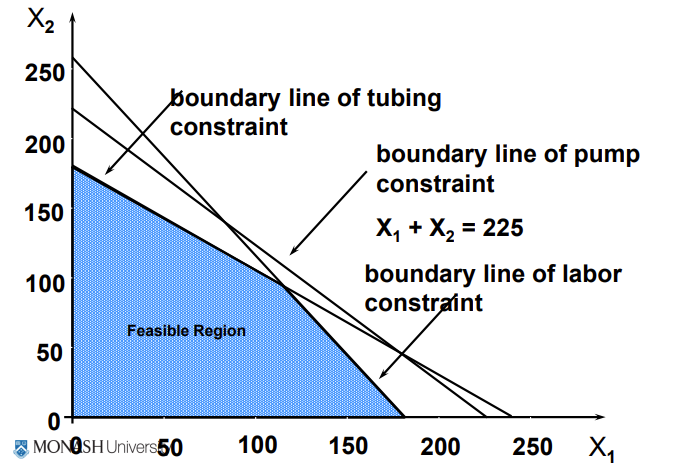 X2
250
boundary line of tubing
constraint
200
boundary line of pump
constraint
150
X1 + X2 = 225
100
boundary line of labor
constraint
Feasible Region
50
0
MONASH University
0 50 100 150 200 250 X1